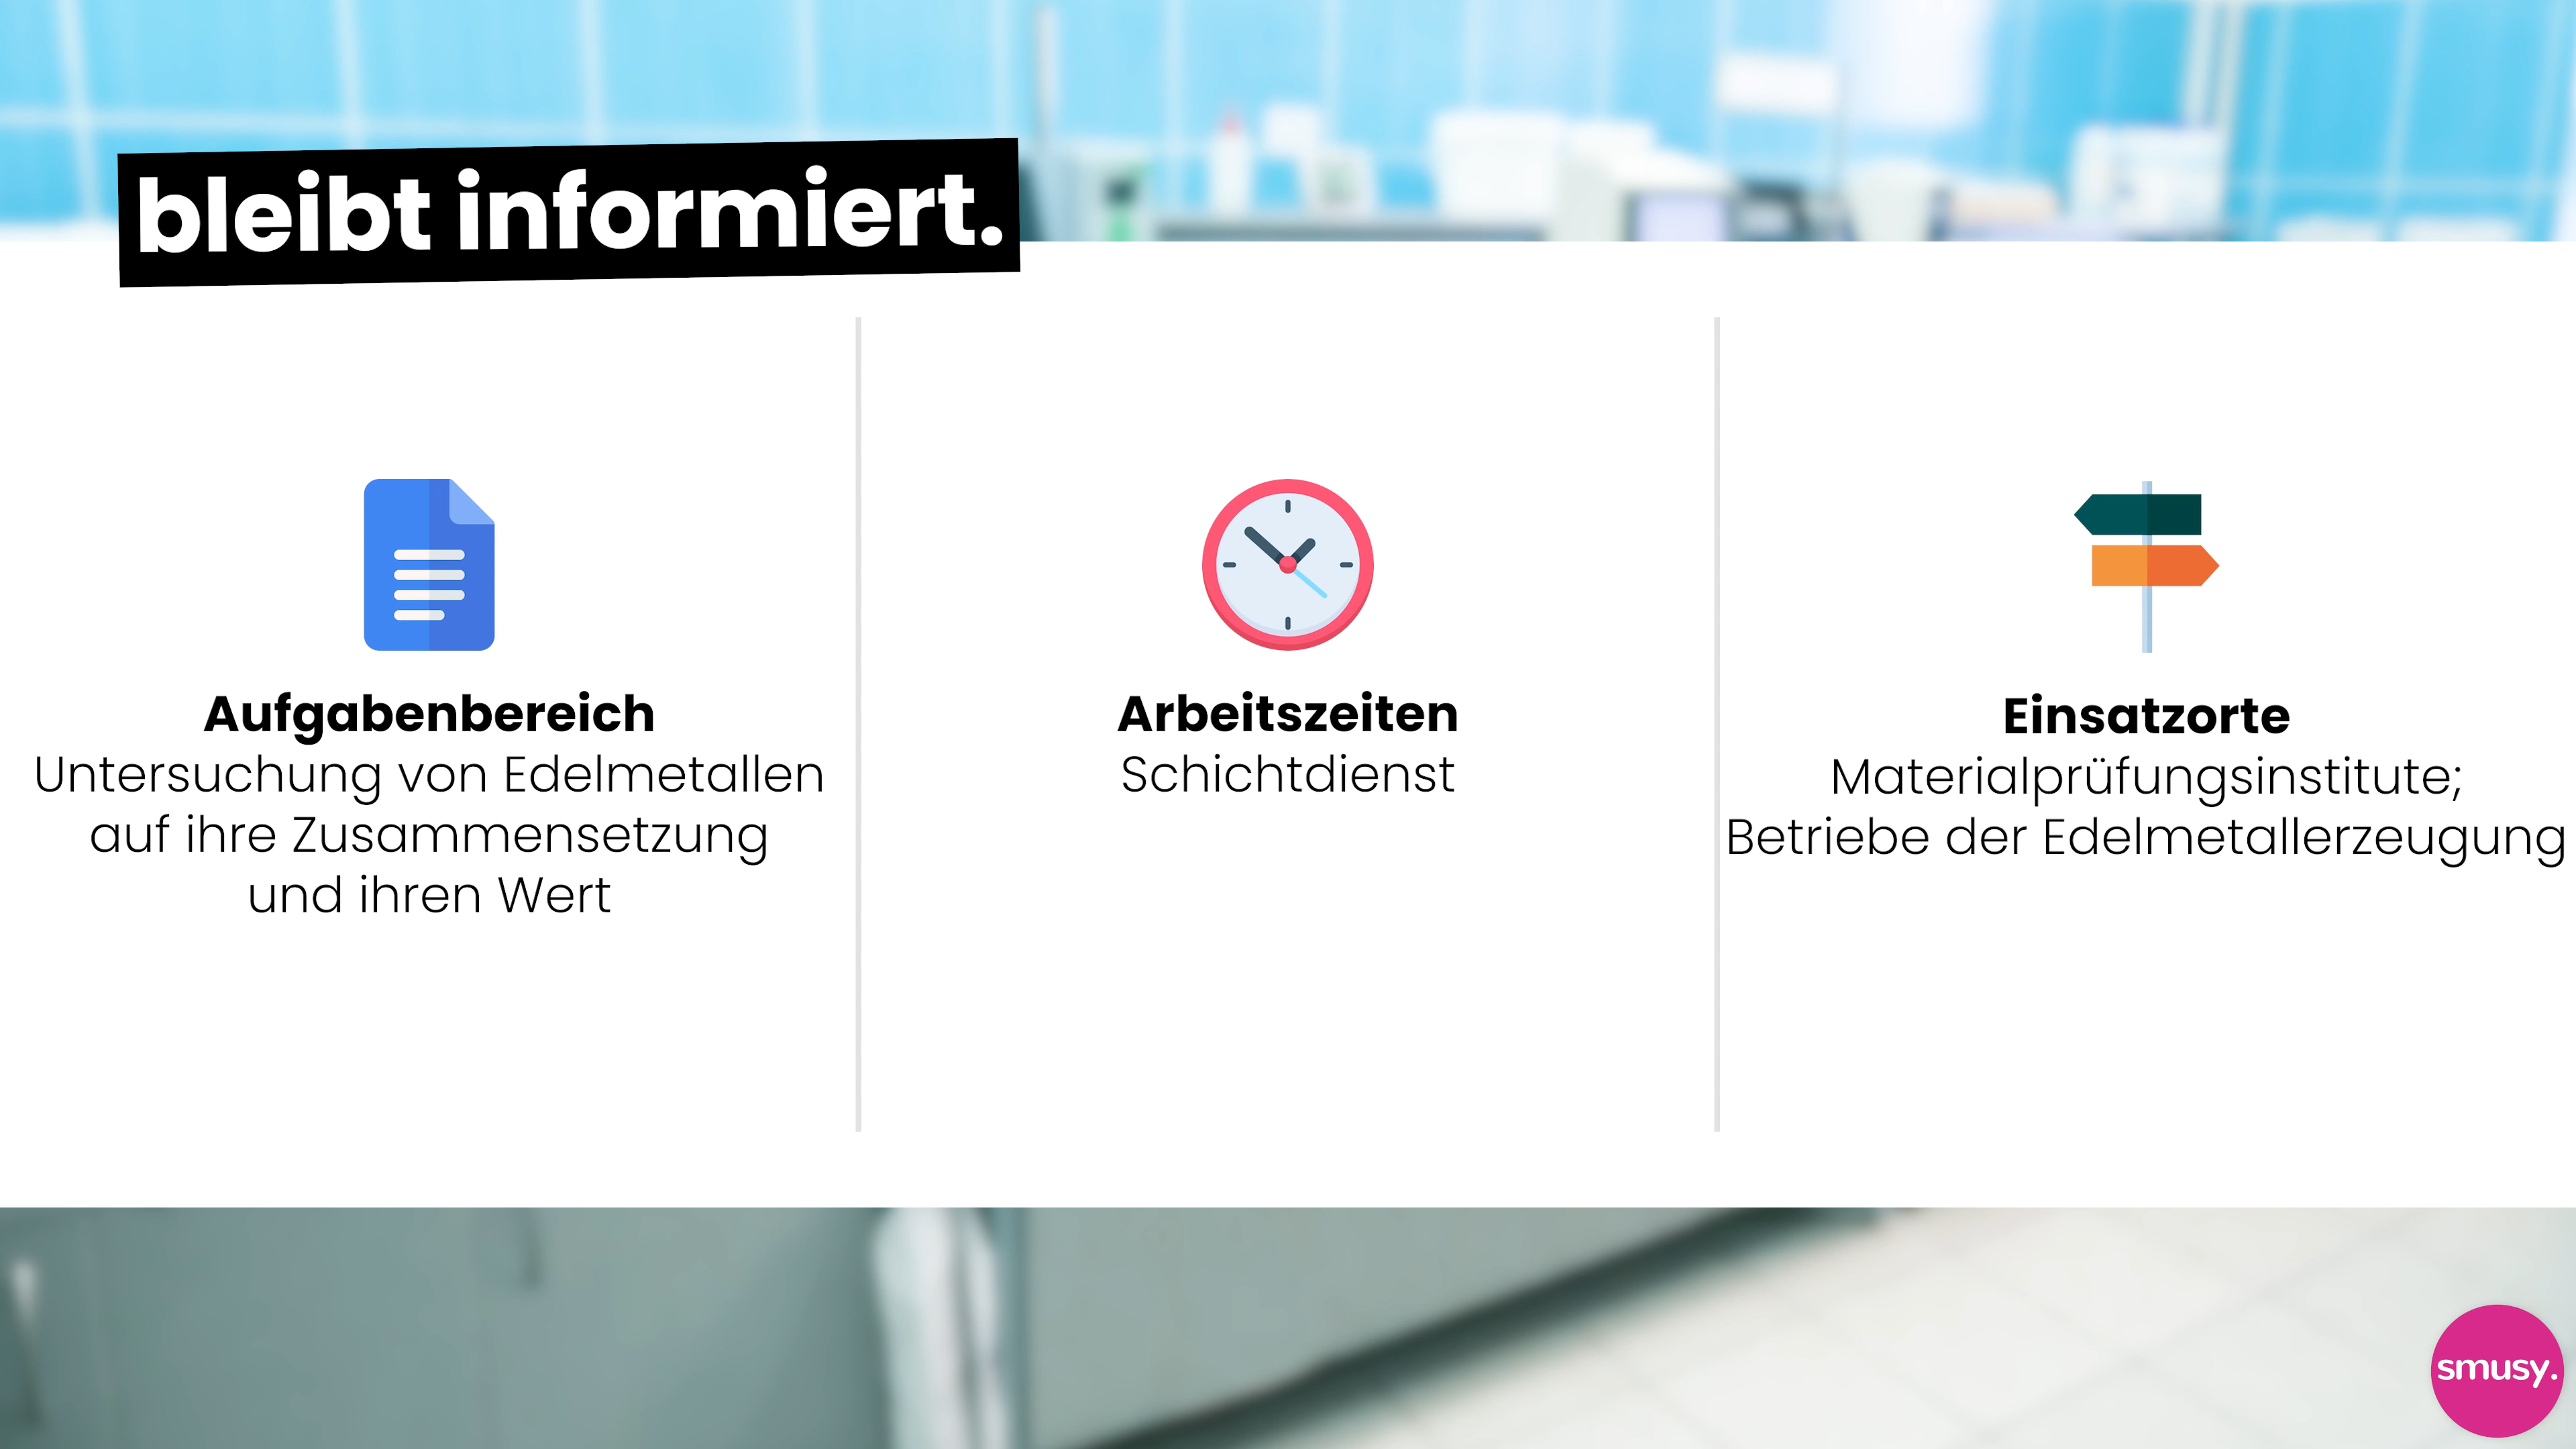 bleibt informiert.
Aufgabenbereich
Untersuchung von Edelmetallen
auf ihre Zusammensetzung
und ihren Wert
Arbeitszeiten
Schichtdienst
Einsatzorte
Materialprüfungsinstitute;
Betriebe der Edelmetallerzeugung
smusy.